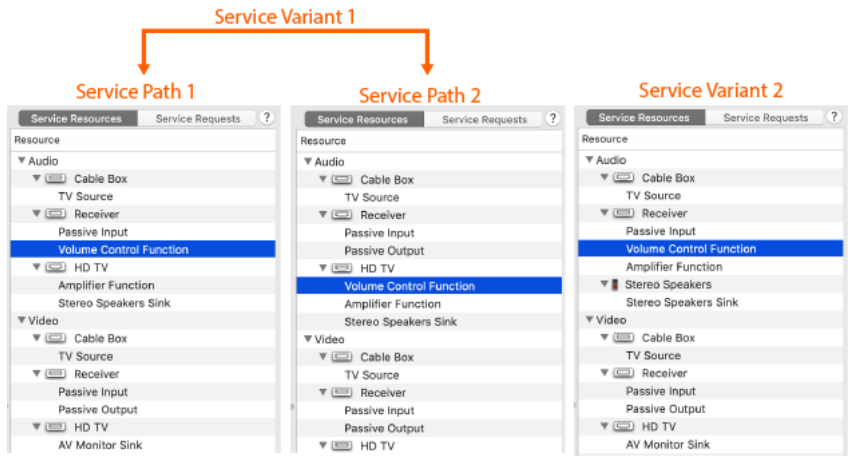 Service Variant 1
Service Path 1
Service Resources Service Requests ?
Resource
Audio
Cable Box
TV Source
Receiver
Passive Input
Volume Control Function
HD TV
Amplifier Function
Stereo Speakers Sink
Video
Cable Box
TV Source
Receiver
Passive Input
Passive Output
HD TV
AV Monitor Sink
Service Path 2
Service Resources Service Requests ?
Resource
Audio
Cable Box
TV Source
Receiver
Passive Input
Passive Output
HD TV
Volume Control Function
Amplifier Function
Stereo Speakers Sink
Video
Cable Box
TV Source
Receiver
Passive Input
Passive Output
HD TV
Service Variant 2
Service Resources Service Requests ?
Resource
Audio
Cable Box
TV Source
Receiver
Passive Input
Volume Control Function
Amplifier Function
Stereo Speakers
Stereo Speakers Sink
Video
Cable Box
TV Source
Receiver
Passive Input
Passive Output
HD TV
AV Monitor Sink